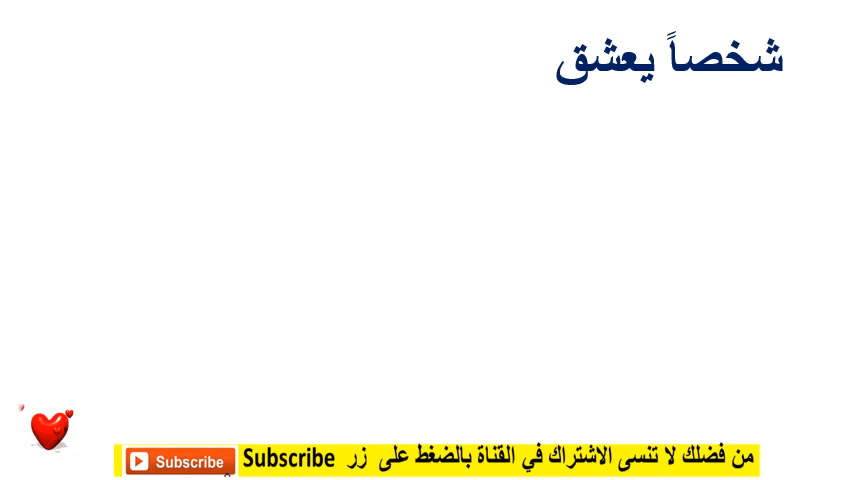 شخصاً يعشق
من فضلك لا تنسى الاشتراك في القناة بالضغط على زر Subscribe
Subscribe